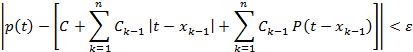 |p(t) − [C + ∑_{k=1}^{n} C_{k−1} |t − x_{k−1}| + ∑_{k=1}^{n} C_{k−1} P(t − x_{k−1})]| < ε